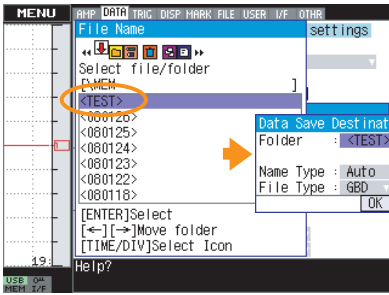 MENU AMP DATA TRIG DISP MARK FILE USER I/F OTHR
File Name
settings
Select file/folder
[\MEM ]
<TEST>
<080126>
<080125>
<080124>
<080123>
<080122>
<080118>
[ENTER]Select
[←][→]Move folder
[TIME/DIV]Select Icon
Help?
Data Save Destinat
Folder : <TEST>
Name Type : Auto
File Type : GBD
OK
19:
USB
MEM I/F